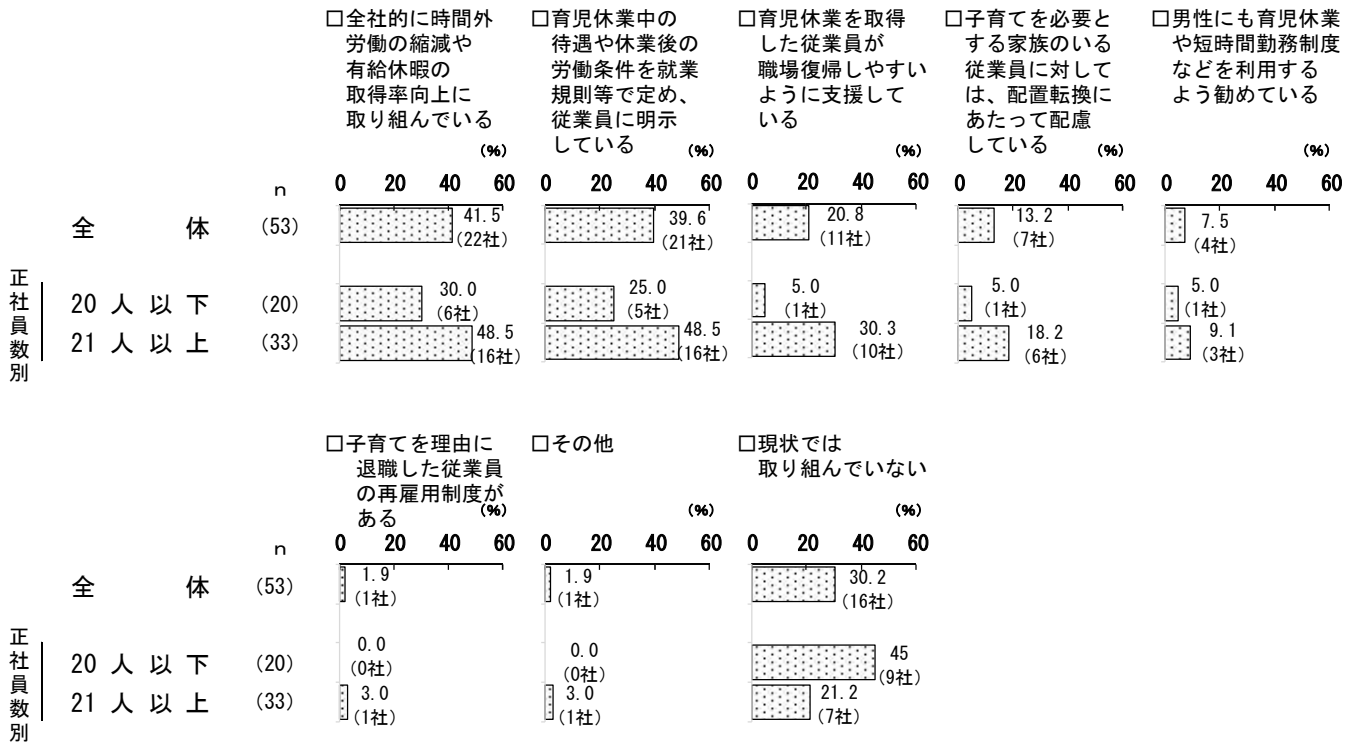 □全社的に時間外
労働の縮減や
有給休暇の
取得率向上に
取り組んでいる
□育児休業中の
待遇や休業後の
労働条件を就業
規則等で定め、
従業員に明示
している
□育児休業を取得
した従業員が
職場復帰しやすい
ように支援して
いる
□子育てを必要と
する家族のいる
従業員に対して
は、配置転換に
あたって配慮
している
□男性にも育児休業
や短時間勤務制度
などを利用する
よう勧めている
(%) (%) (%) (%) (%)
n 0 20 40 60 0 20 40 60 0 20 40 60 0 20 40 60 0 20 40 60
全体 (53) 41.5 39.6 20.8 13.2 7.5
(22社) (21社) (11社) (7社) (4社)
正社員数別
20人以下 (20) 30.0 25.0 5.0 5.0 5.0
(6社) (5社) (1社) (1社) (1社)
21人以上 (33) 48.5 48.5 30.3 18.2 9.1
(16社) (16社) (10社) (6社) (3社)
□子育てを理由に
退職した従業員
の再雇用制度が
ある
□その他
□現状では
取り組んでいない
(%) (%) (%)
n 0 20 40 60 0 20 40 60 0 20 40 60
全体 (53) 1.9 1.9 30.2
(1社) (1社) (16社)
正社員数別
20人以下 (20) 0.0 0.0 45
(0社) (0社) (9社)
21人以上 (33) 3.0 3.0 21.2
(1社) (1社) (7社)